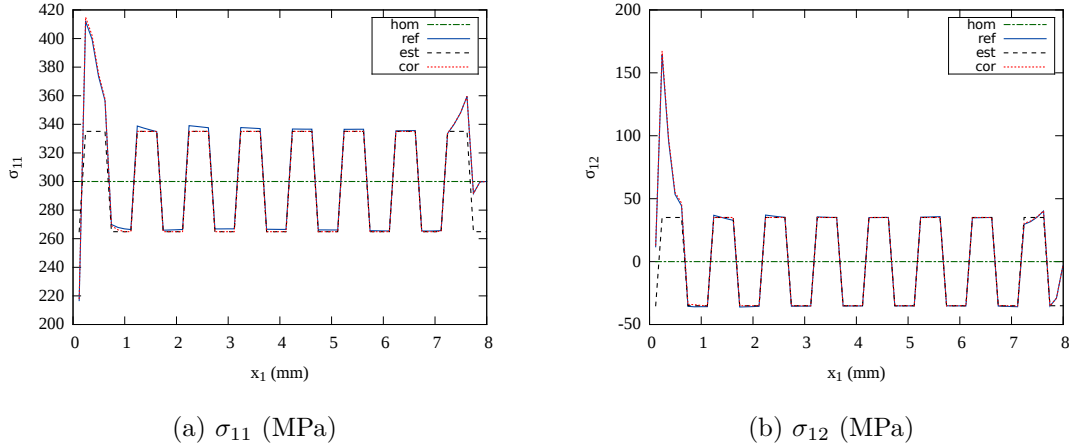 420
400
380
360
340
320
300
280
260
240
220
200
σ11
0 1 2 3 4 5 6 7 8
x1 (mm)
hom
ref
est
cor
(a) σ11 (MPa)
200
150
100
50
0
-50
σ12
0 1 2 3 4 5 6 7 8
x1 (mm)
hom
ref
est
cor
(b) σ12 (MPa)